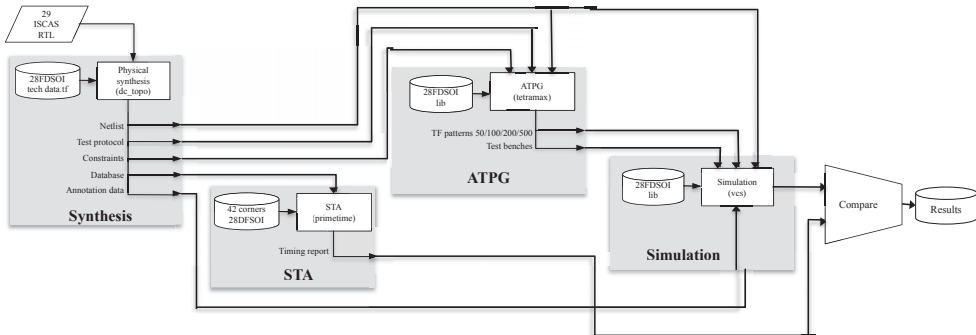 29
ISCAS
RTL
28FDSOI
tech data.tf
Physical
synthesis
(dc_topo)
Netlist
Test protocol
Constraints
Database
Annotation data
Synthesis
42 corners
28DFSOI
STA
(primetime)
Timing report
STA
28FDSOI
lib
ATPG
(tetramax)
TF patterns 50/100/200/500
Test benches
ATPG
28FDSOI
lib
Simulation
(vcs)
Simulation
Compare
Results